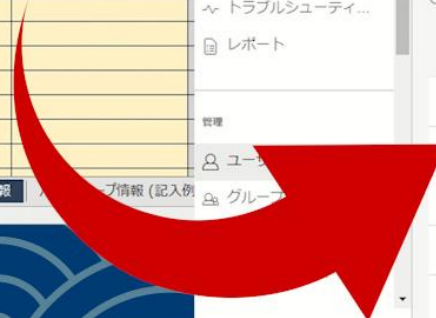 トラブルシューティ...
レポート
管理
ユーザ
グループ
報
プ情報 (記入例